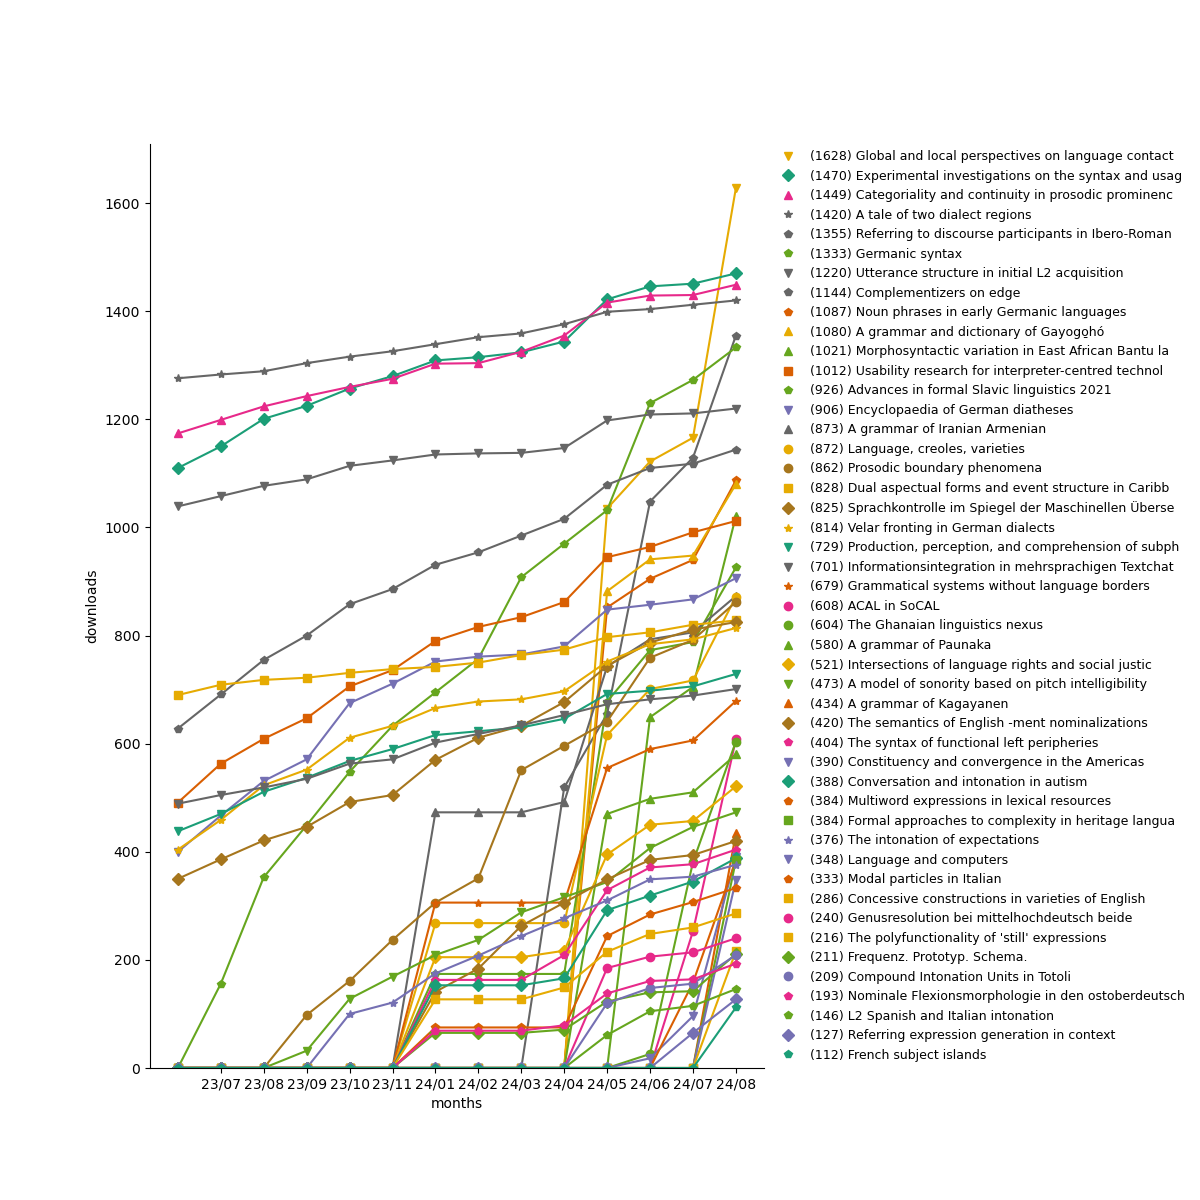 1600
1400
1200
1000
800
600
400
200
0
downloads
23/07 23/08 23/09 23/10 23/11 24/01 24/02 24/03 24/04 24/05 24/06 24/07 24/08
months
(1628) Global and local perspectives on language contact
(1470) Experimental investigations on the syntax and usag
(1449) Categoriality and continuity in prosodic prominenc
(1420) A tale of two dialect regions
(1355) Referring to discourse participants in Ibero-Roman
(1333) Germanic syntax
(1220) Utterance structure in initial L2 acquisition
(1144) Complementizers on edge
(1087) Noun phrases in early Germanic languages
(1080) A grammar and dictionary of Gayogo̱hó
(1021) Morphosyntactic variation in East African Bantu la
(1012) Usability research for interpreter-centred technol
(926) Advances in formal Slavic linguistics 2021
(906) Encyclopaedia of German diatheses
(873) A grammar of Iranian Armenian
(872) Language, creoles, varieties
(862) Prosodic boundary phenomena
(828) Dual aspectual forms and event structure in Caribb
(825) Sprachkontrolle im Spiegel der Maschinellen Überse
(814) Velar fronting in German dialects
(729) Production, perception, and comprehension of subph
(701) Informationsintegration in mehrsprachigen Textchat
(679) Grammatical systems without language borders
(608) ACAL in SoCAL
(604) The Ghanaian linguistics nexus
(580) A grammar of Paunaka
(521) Intersections of language rights and social justic
(473) A model of sonority based on pitch intelligibility
(434) A grammar of Kagayanen
(420) The semantics of English -ment nominalizations
(404) The syntax of functional left peripheries
(390) Constituency and convergence in the Americas
(388) Conversation and intonation in autism
(384) Multiword expressions in lexical resources
(384) Formal approaches to complexity in heritage langua
(376) The intonation of expectations
(348) Language and computers
(333) Modal particles in Italian
(286) Concessive constructions in varieties of English
(240) Genusresolution bei mittelhochdeutsch beide
(216) The polyfunctionality of 'still' expressions
(211) Frequenz. Prototyp. Schema.
(209) Compound Intonation Units in Totoli
(193) Nominale Flexionsmorphologie in den ostoberdeutsch
(146) L2 Spanish and Italian intonation
(127) Referring expression generation in context
(112) French subject islands